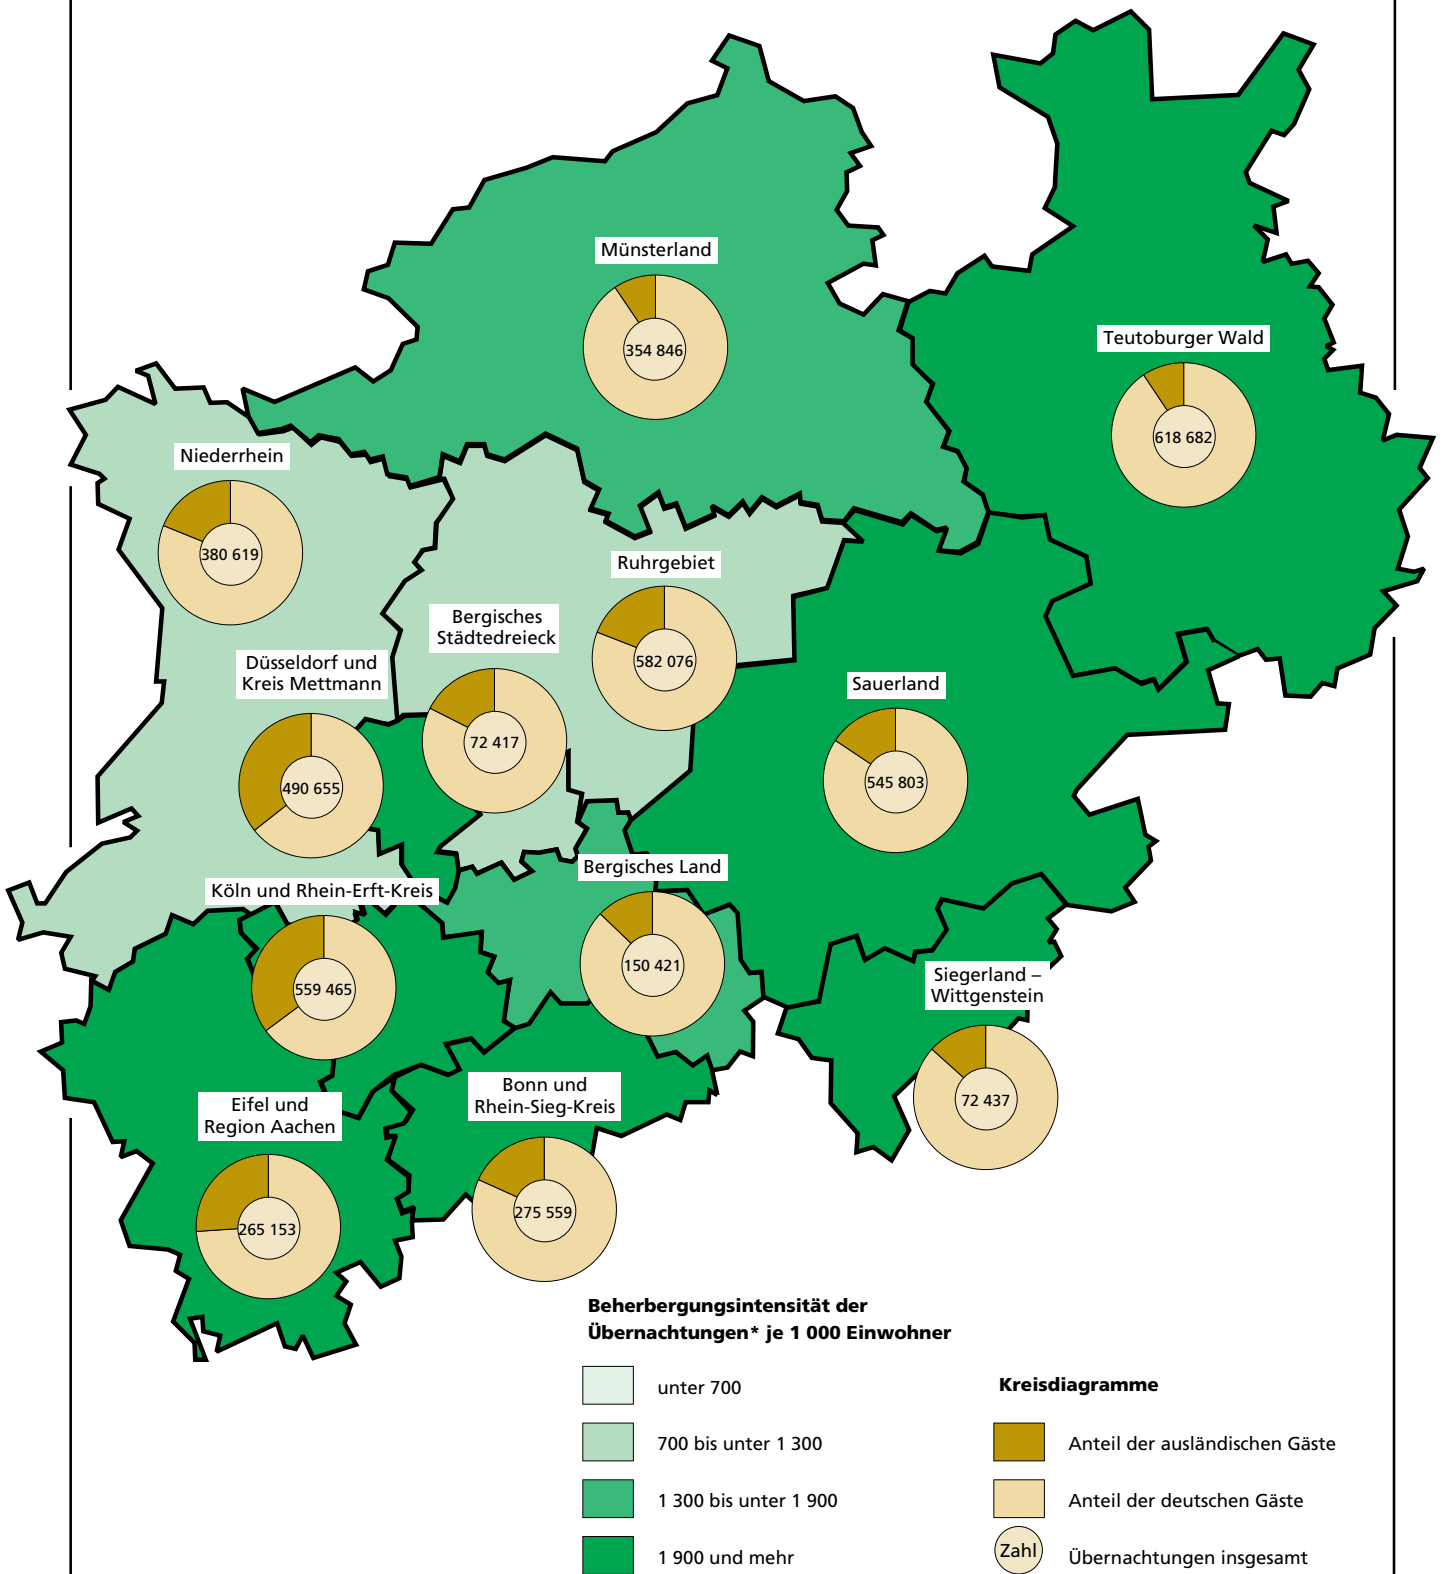 Münsterland
354 846
Teutoburger Wald
618 682
Niederrhein
380 619
Ruhrgebiet
582 076
Bergisches
Städtedreieck
72 417
Düsseldorf und
Kreis Mettmann
490 655
Sauerland
545 803
Bergisches Land
150 421
Köln und Rhein-Erft-Kreis
559 465
Siegerland –
Wittgenstein
72 437
Bonn und
Rhein-Sieg-Kreis
275 559
Eifel und
Region Aachen
265 153
Beherbergungsintensität der
Übernachtungen* je 1 000 Einwohner
unter 700
700 bis unter 1 300
1 300 bis unter 1 900
1 900 und mehr
Kreisdiagramme
Anteil der ausländischen Gäste
Anteil der deutschen Gäste
Zahl
Übernachtungen insgesamt